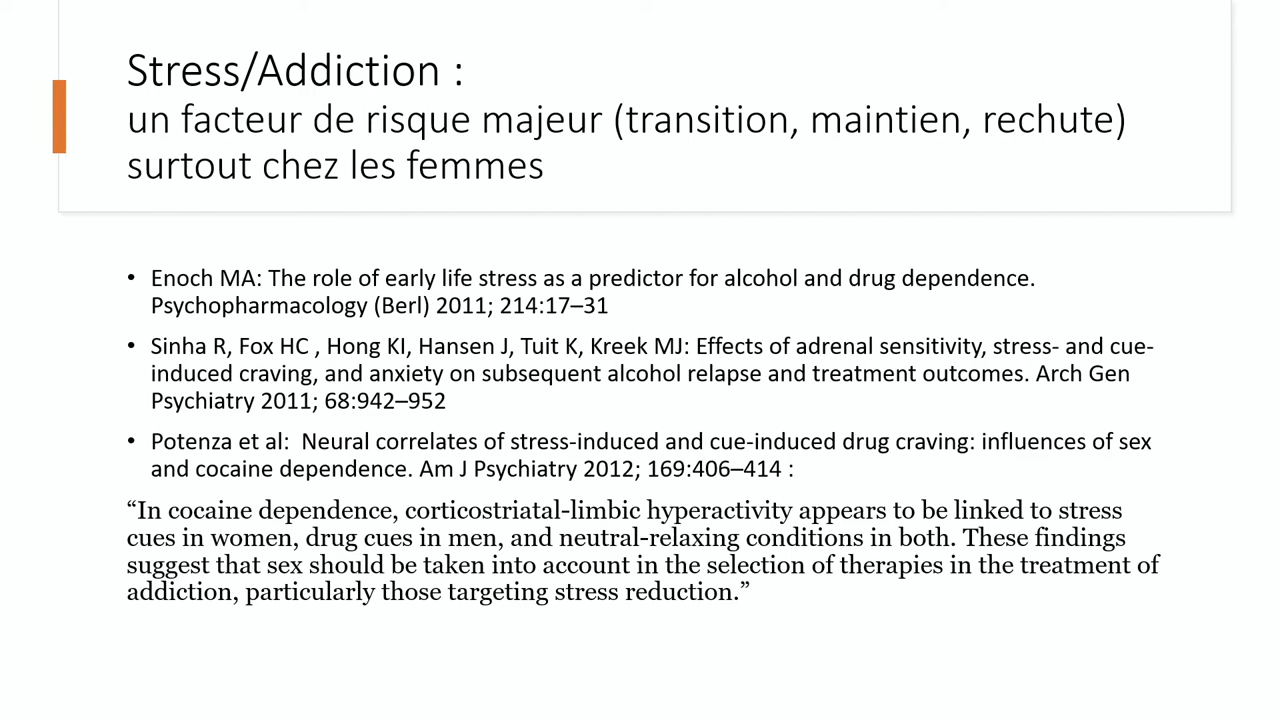 Stress/Addiction :
un facteur de risque majeur (transition, maintien, rechute)
surtout chez les femmes
• Enoch MA: The role of early life stress as a predictor for alcohol and drug dependence.
Psychopharmacology (Berl) 2011; 214:17–31
• Sinha R, Fox HC , Hong KI, Hansen J, Tuit K, Kreek MJ: Effects of adrenal sensitivity, stress- and cue-
induced craving, and anxiety on subsequent alcohol relapse and treatment outcomes. Arch Gen
Psychiatry 2011; 68:942–952
• Potenza et al:  Neural correlates of stress-induced and cue-induced drug craving: influences of sex
and cocaine dependence. Am J Psychiatry 2012; 169:406–414 :
“In cocaine dependence, corticostriatal-limbic hyperactivity appears to be linked to stress
cues in women, drug cues in men, and neutral-relaxing conditions in both. These findings
suggest that sex should be taken into account in the selection of therapies in the treatment of
addiction, particularly those targeting stress reduction.”